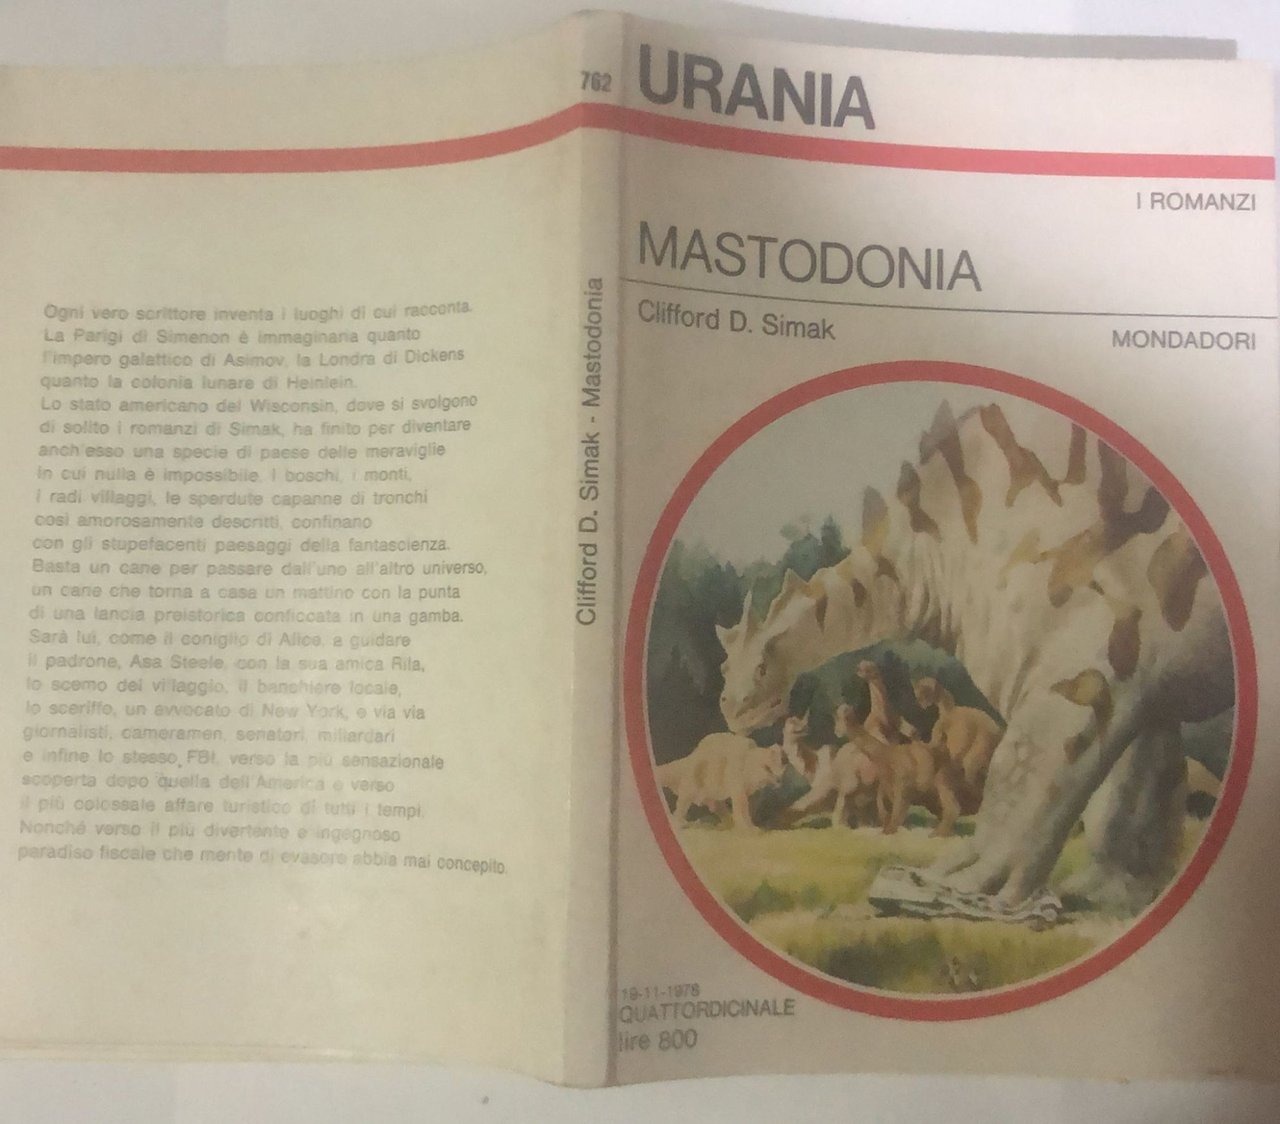 Ogni vero scrittore inventa i luoghi di cui racconta.
La Parigi di Simenon è immaginaria quanto
l'impero galattico di Asimov, la Londra di Dickens
quanto la colonia lunare di Heinlein.
Lo stato americano del Wisconsin, dove si svolgono
di solito i romanzi di Simak, ha finito per diventare
anch'esso una specie di paese delle meraviglie
in cui nulla è impossibile. I boschi, i monti,
i radi villaggi, le sperdute capanne di tronchi
così amorosamente descritti, confinano
con gli stupefacenti paesaggi della fantascienza.
Basta un cane per passare dall'uno all'altro universo,
un cane che torna a casa un mattino con la punta
di una lancia preistorica conficcata in una gamba.
Sarà lui, come il coniglio di Alice, a guidare
il padrone, Asa Steele, con la sua amica Rila,
lo scemo del villaggio, il banchiere locale,
lo sceriffo, un avvocato di New York, e via via
giornalisti, cameramen, senatori, miliardari
e infine lo stesso FBI, verso la più sensazionale
scoperta dopo quella dell'America e verso
il più colossale affare turistico di tutti i tempi.
Nonché verso il più divertente e ingegnoso
paradiso fiscale che mente di evasore abbia mai concepito.
762
Clifford D. Simak - Mastodonia
URANIA
I ROMANZI
MASTODONIA
Clifford D. Simak
MONDADORI
19-11-1978
QUATTORDICINALE
lire 800